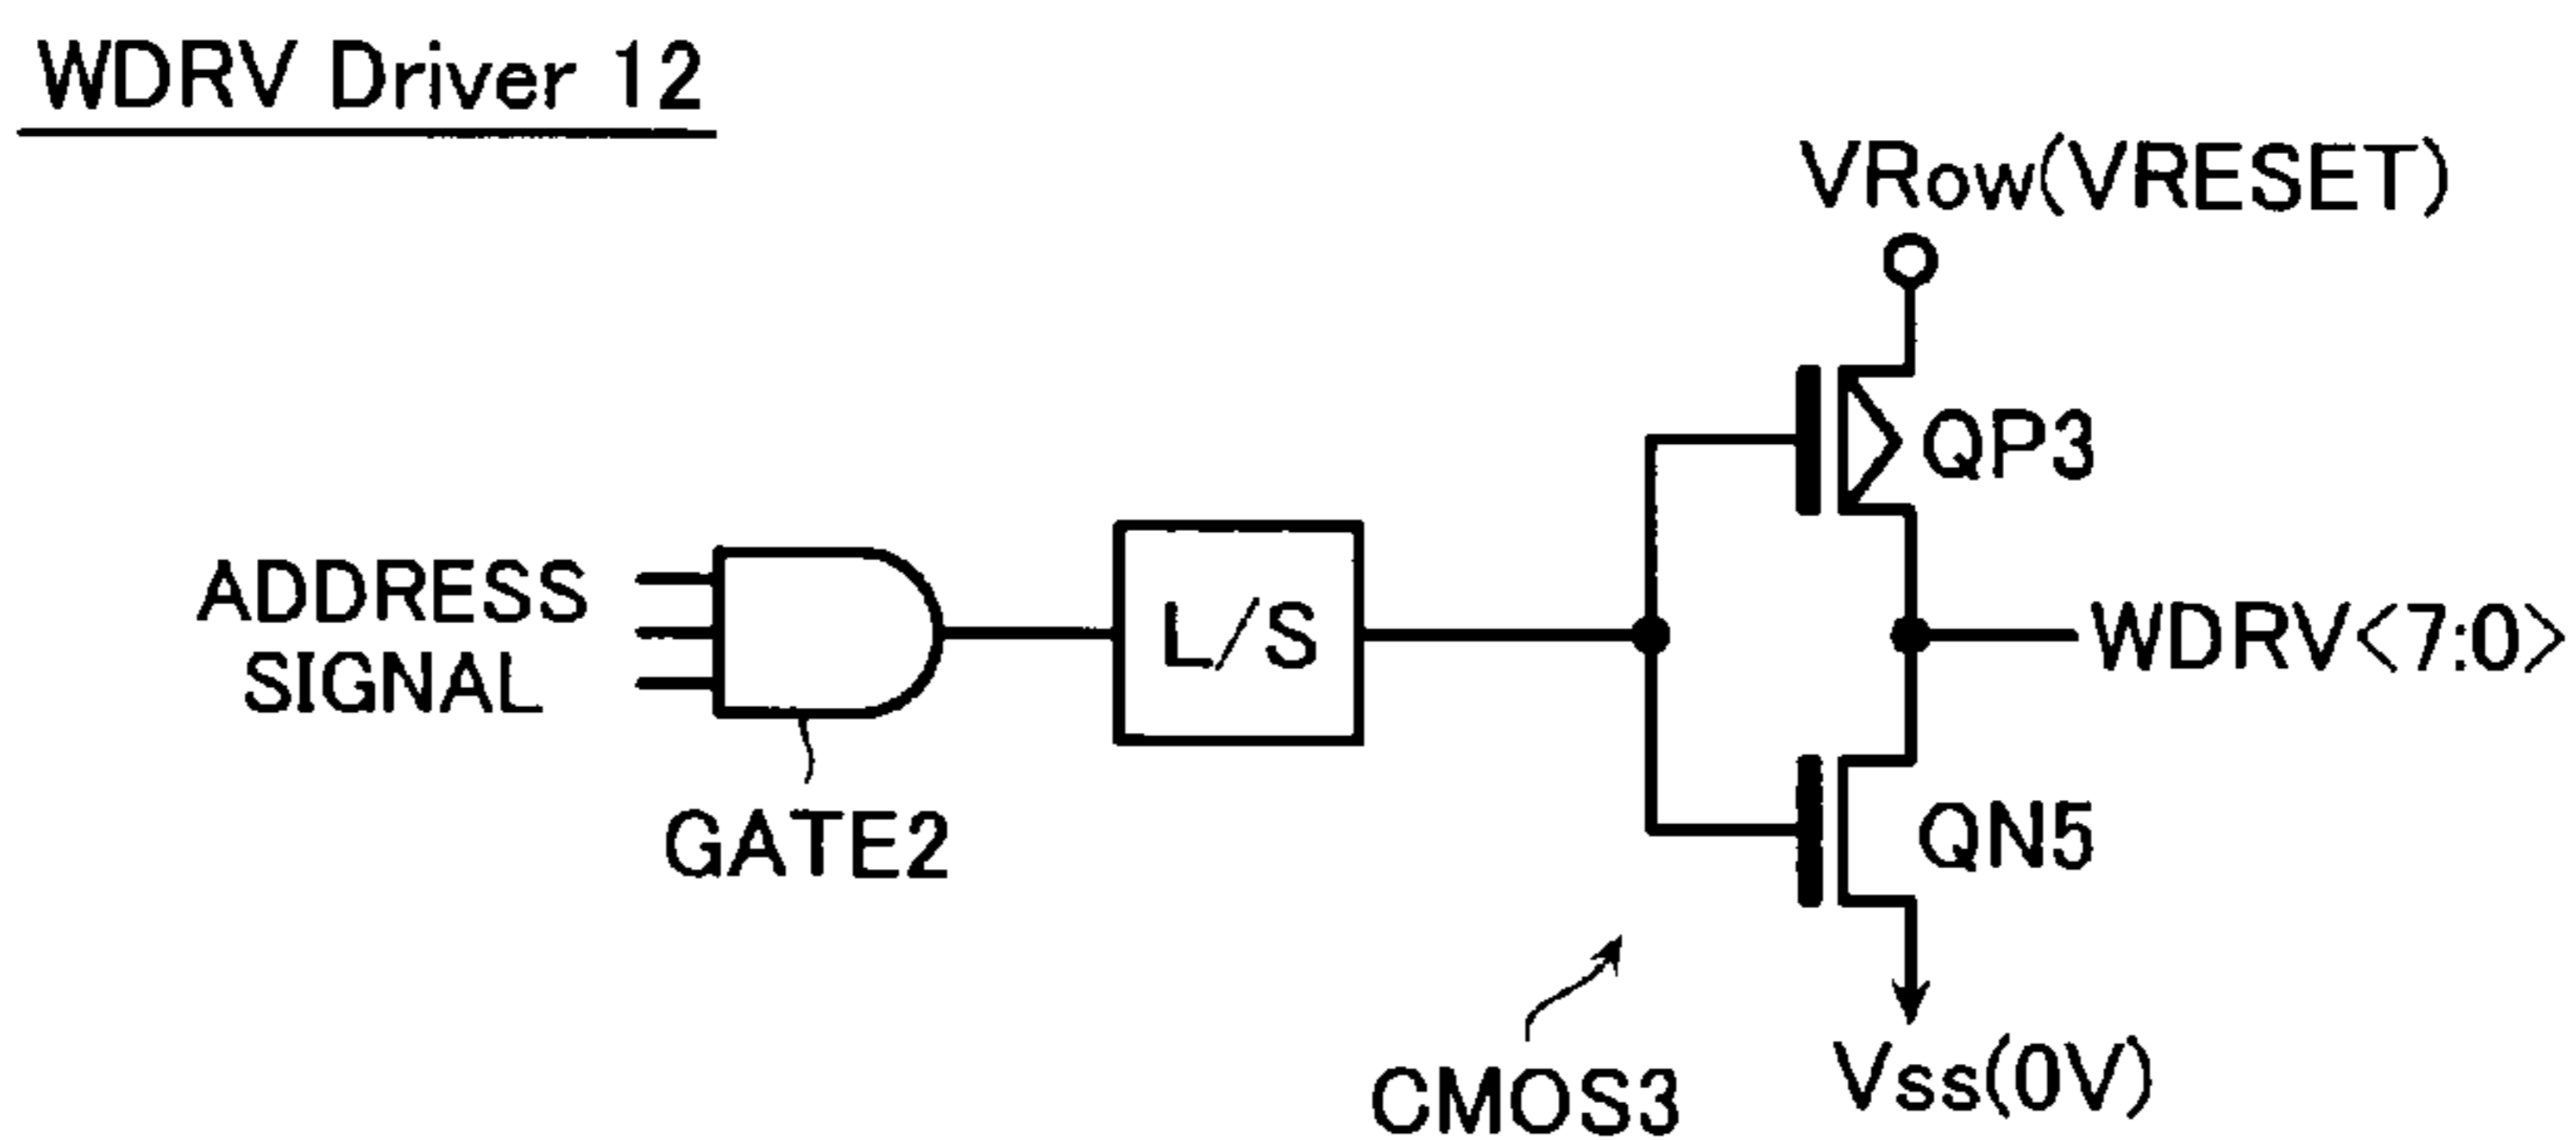 WDRV Driver 12
VRow(VRESET)
QP3
ADDRESS
SIGNAL
L/S
WDRV<7:0>
GATE2
QN5
CMOS3
Vss(0V)